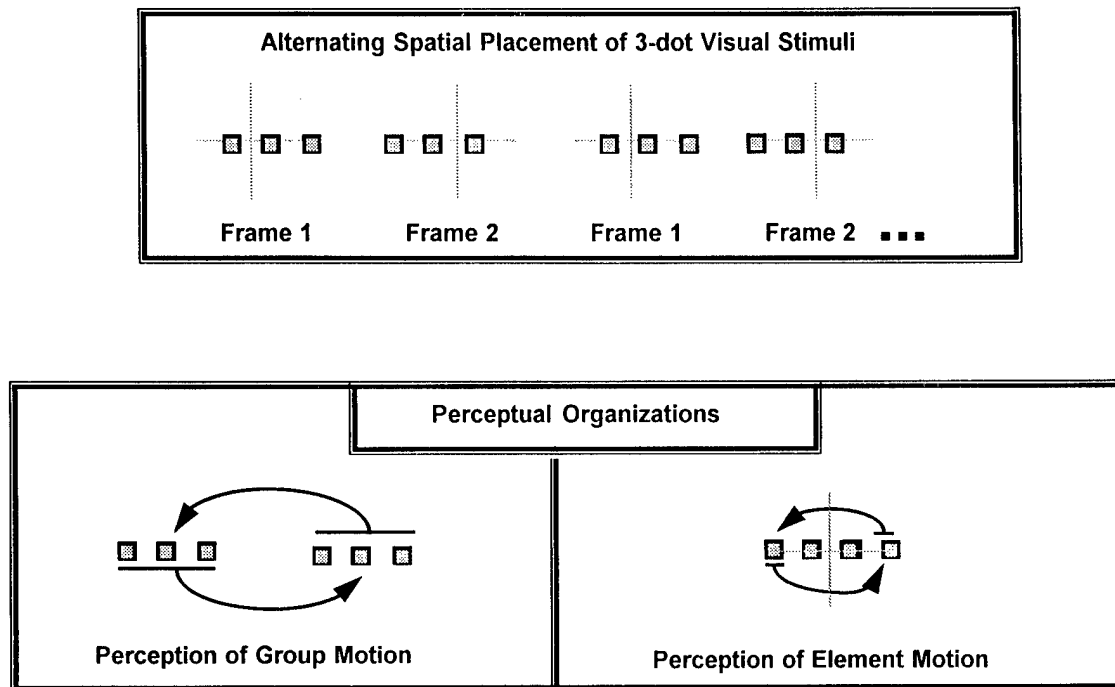 Alternating Spatial Placement of 3-dot Visual Stimuli
Frame 1 Frame 2 Frame 1 Frame 2 ...
Perceptual Organizations
Perception of Group Motion
Perception of Element Motion